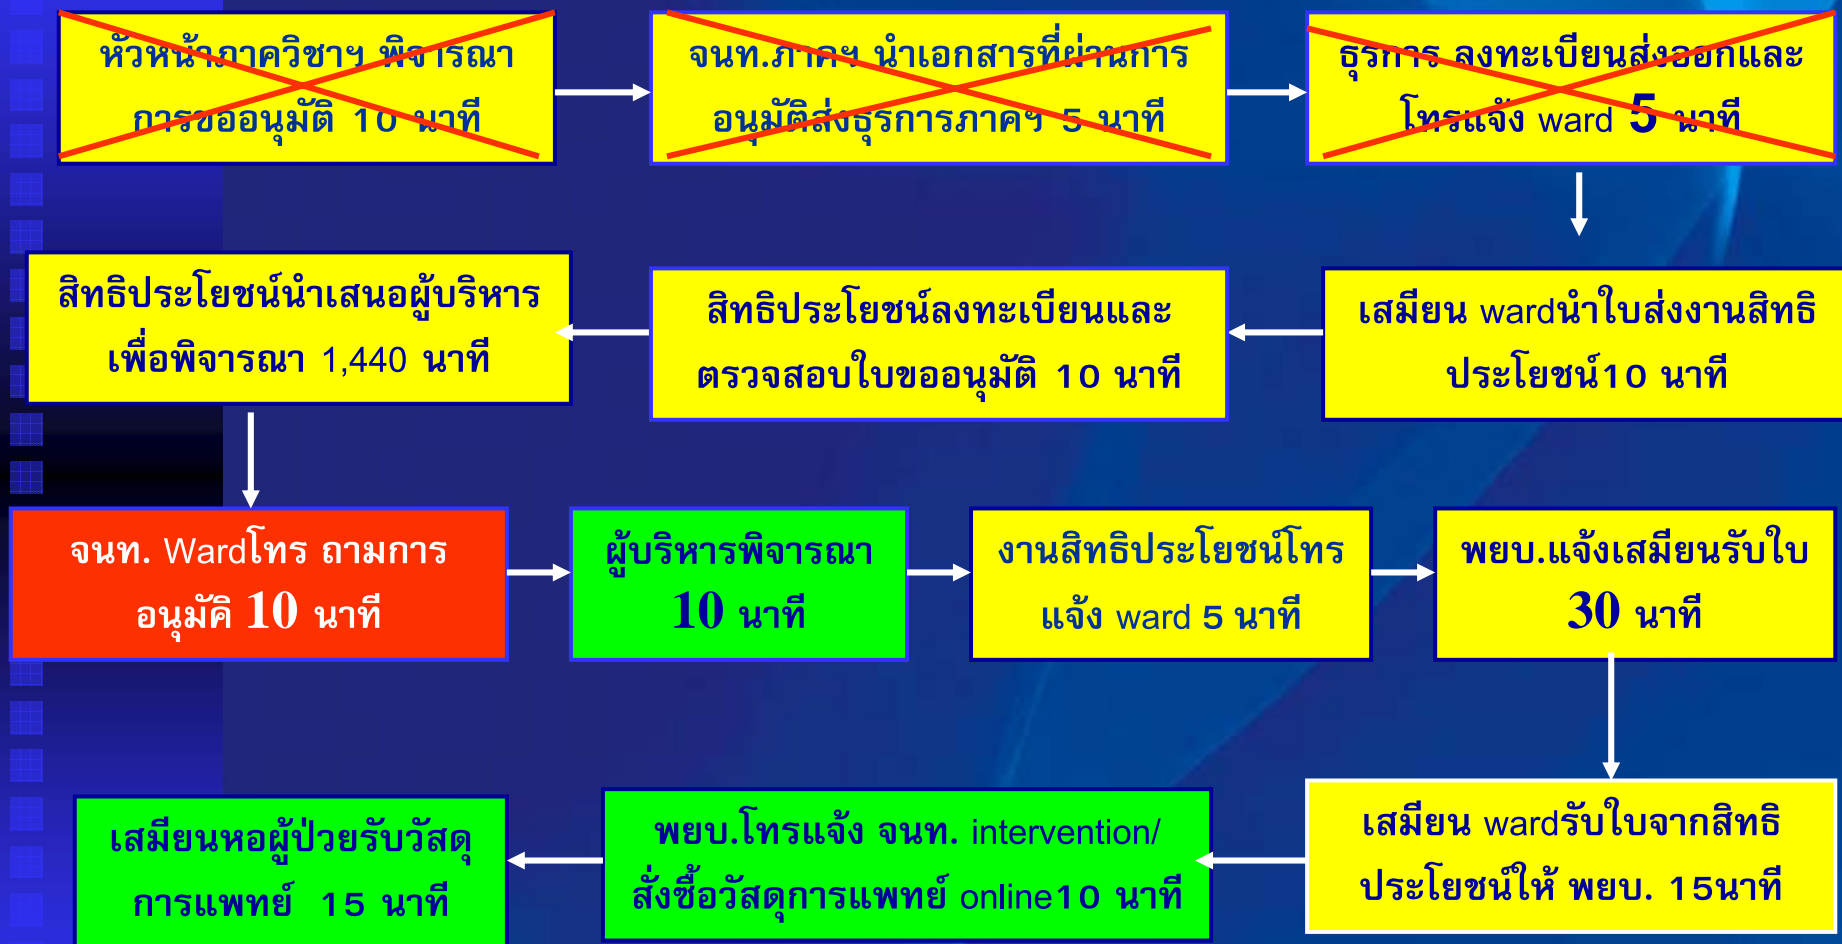 หัวหน้าภาควิชาฯ พิจารณา
การขออนุมัติ 10 นาที
จนท.ภาคฯ นำเอกสารที่ผ่านการ
อนุมัติส่งธุรการภาคฯ 5 นาที
ธุรการ ลงทะเบียนส่งออกและ
โทรแจ้ง ward 5 นาที
สิทธิประโยชน์นำเสนอผู้บริหาร
เพื่อพิจารณา 1,440 นาที
สิทธิประโยชน์ลงทะเบียนและ
ตรวจสอบใบขออนุมัติ 10 นาที
เสมียน wardนำใบส่งงานสิทธิ
ประโยชน์10 นาที
จนท. Wardโทร ถามการ
อนุมัคิ 10 นาที
ผู้บริหารพิจารณา
10 นาที
งานสิทธิประโยชน์โทร
แจ้ง ward 5 นาที
พยบ.แจ้งเสมียนรับใบ
30 นาที
เสมียนหอผู้ป่วยรับวัสดุ
การแพทย์ 15 นาที
พยบ.โทรแจ้ง จนท. intervention/
สั่งซื้อวัสดุการแพทย์ online10 นาที
เสมียน wardรับใบจากสิทธิ
ประโยชน์ให้ พยบ. 15นาที